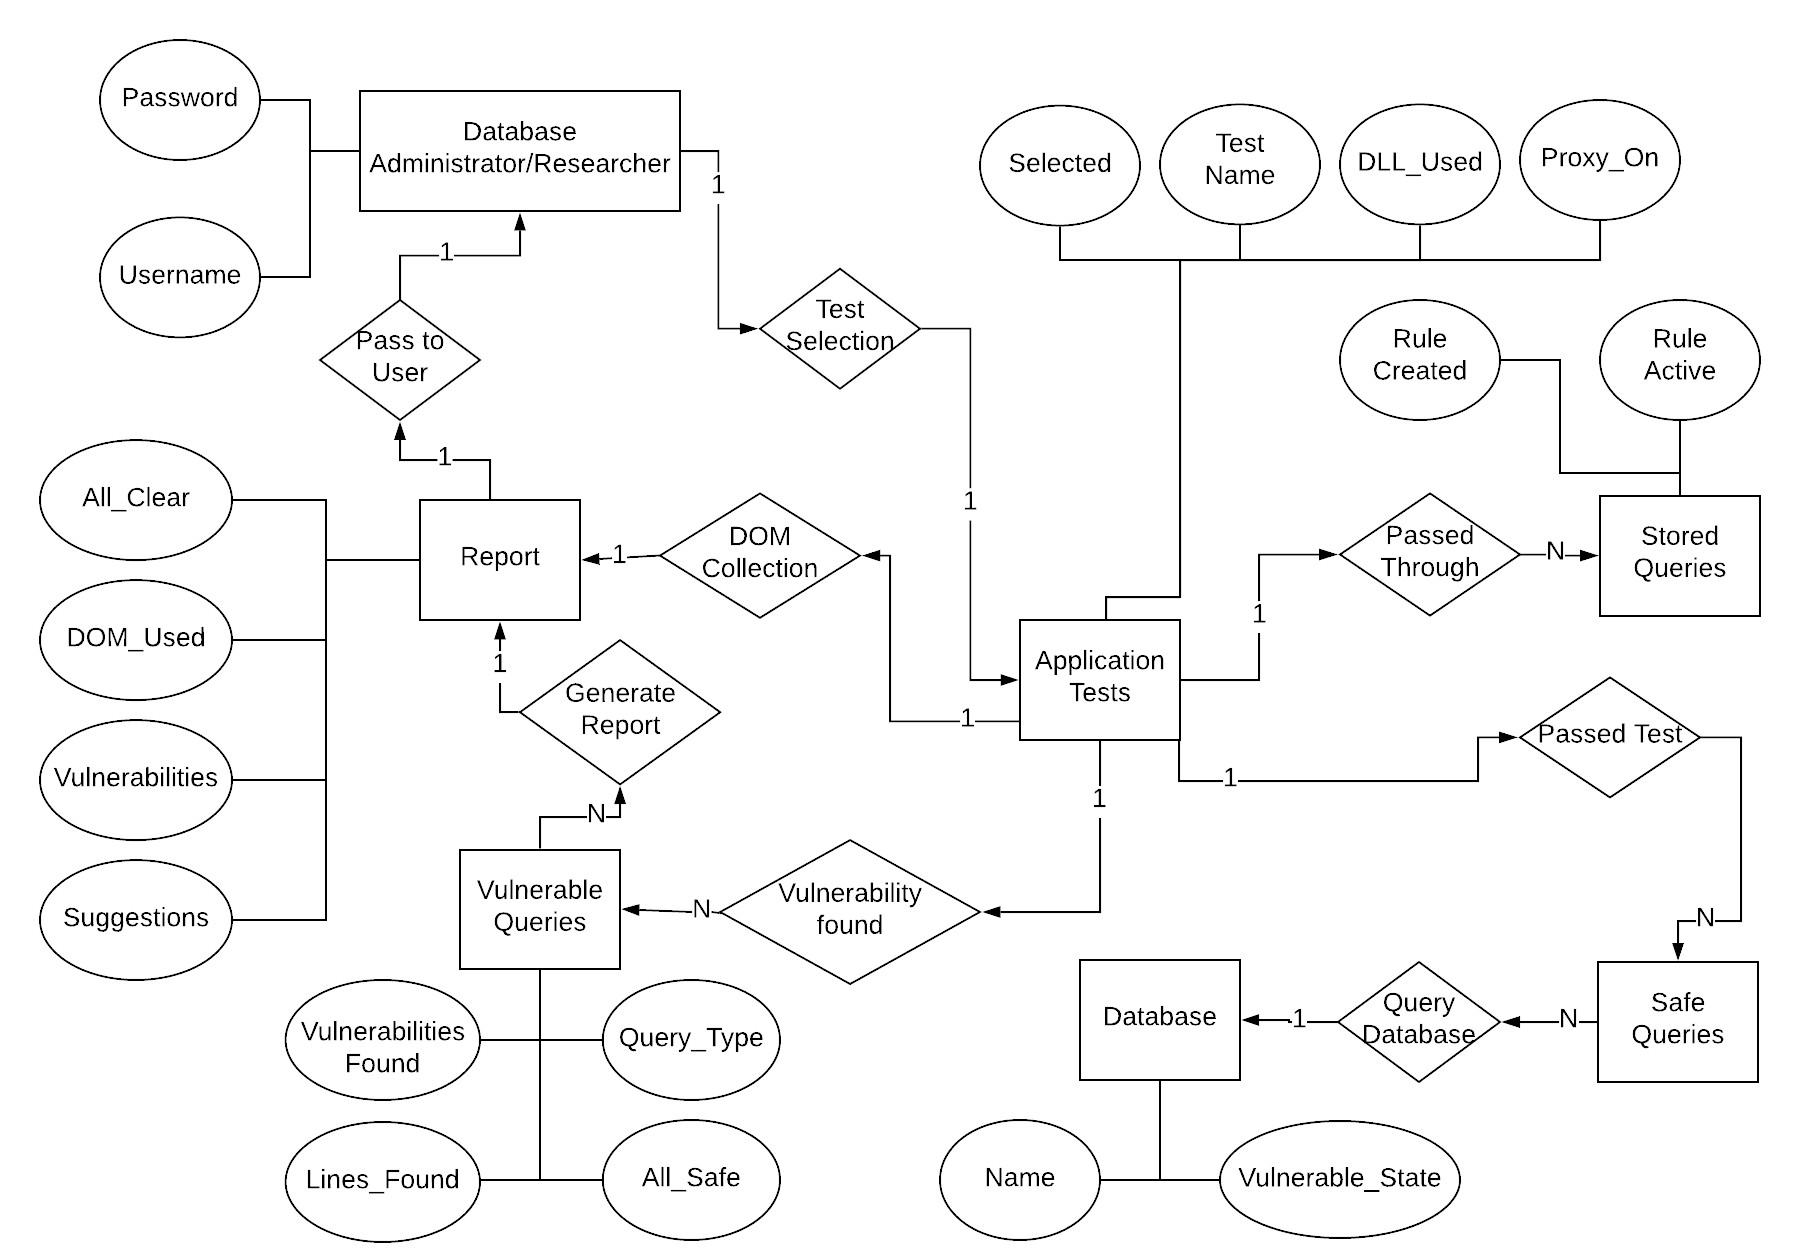 Password
Database
Administrator/Researcher
1
Username
1
Selected
Test
Name
DLL_Used
Proxy_On
Test
Selection
Pass to
User
Rule
Created
Rule
Active
1
All_Clear
Report
1
DOM
Collection
1
Passed
Through
N
Stored
Queries
DOM_Used
1
Generate
Report
Application
Tests
1
1
Passed Test
Vulnerabilities
1
1
N
Suggestions
Vulnerable
Queries
N
Vulnerability
found
N
Database
1
Query
Database
N
Safe
Queries
Vulnerabilities
Found
Query_Type
Lines_Found
All_Safe
Name
Vulnerable_State